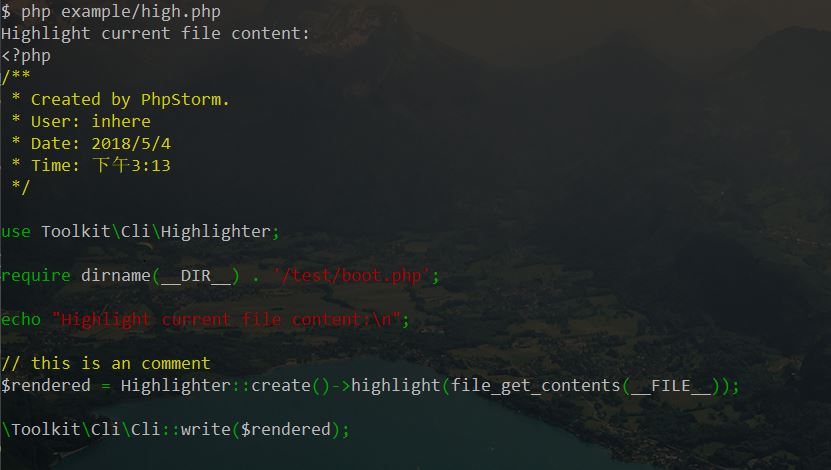 $ php example/high.php
Highlight current file content:
<?php
/**
 * Created by PhpStorm.
 * User: inhere
 * Date: 2018/5/4
 * Time: 下午3:13
 */

use Toolkit\Cli\Highlighter;

require dirname(__DIR__) . '/test/boot.php';

echo "Highlight current file content:\n";

// this is an comment
$rendered = Highlighter::create()->highlight(file_get_contents(__FILE__));

\Toolkit\Cli\Cli::write($rendered);